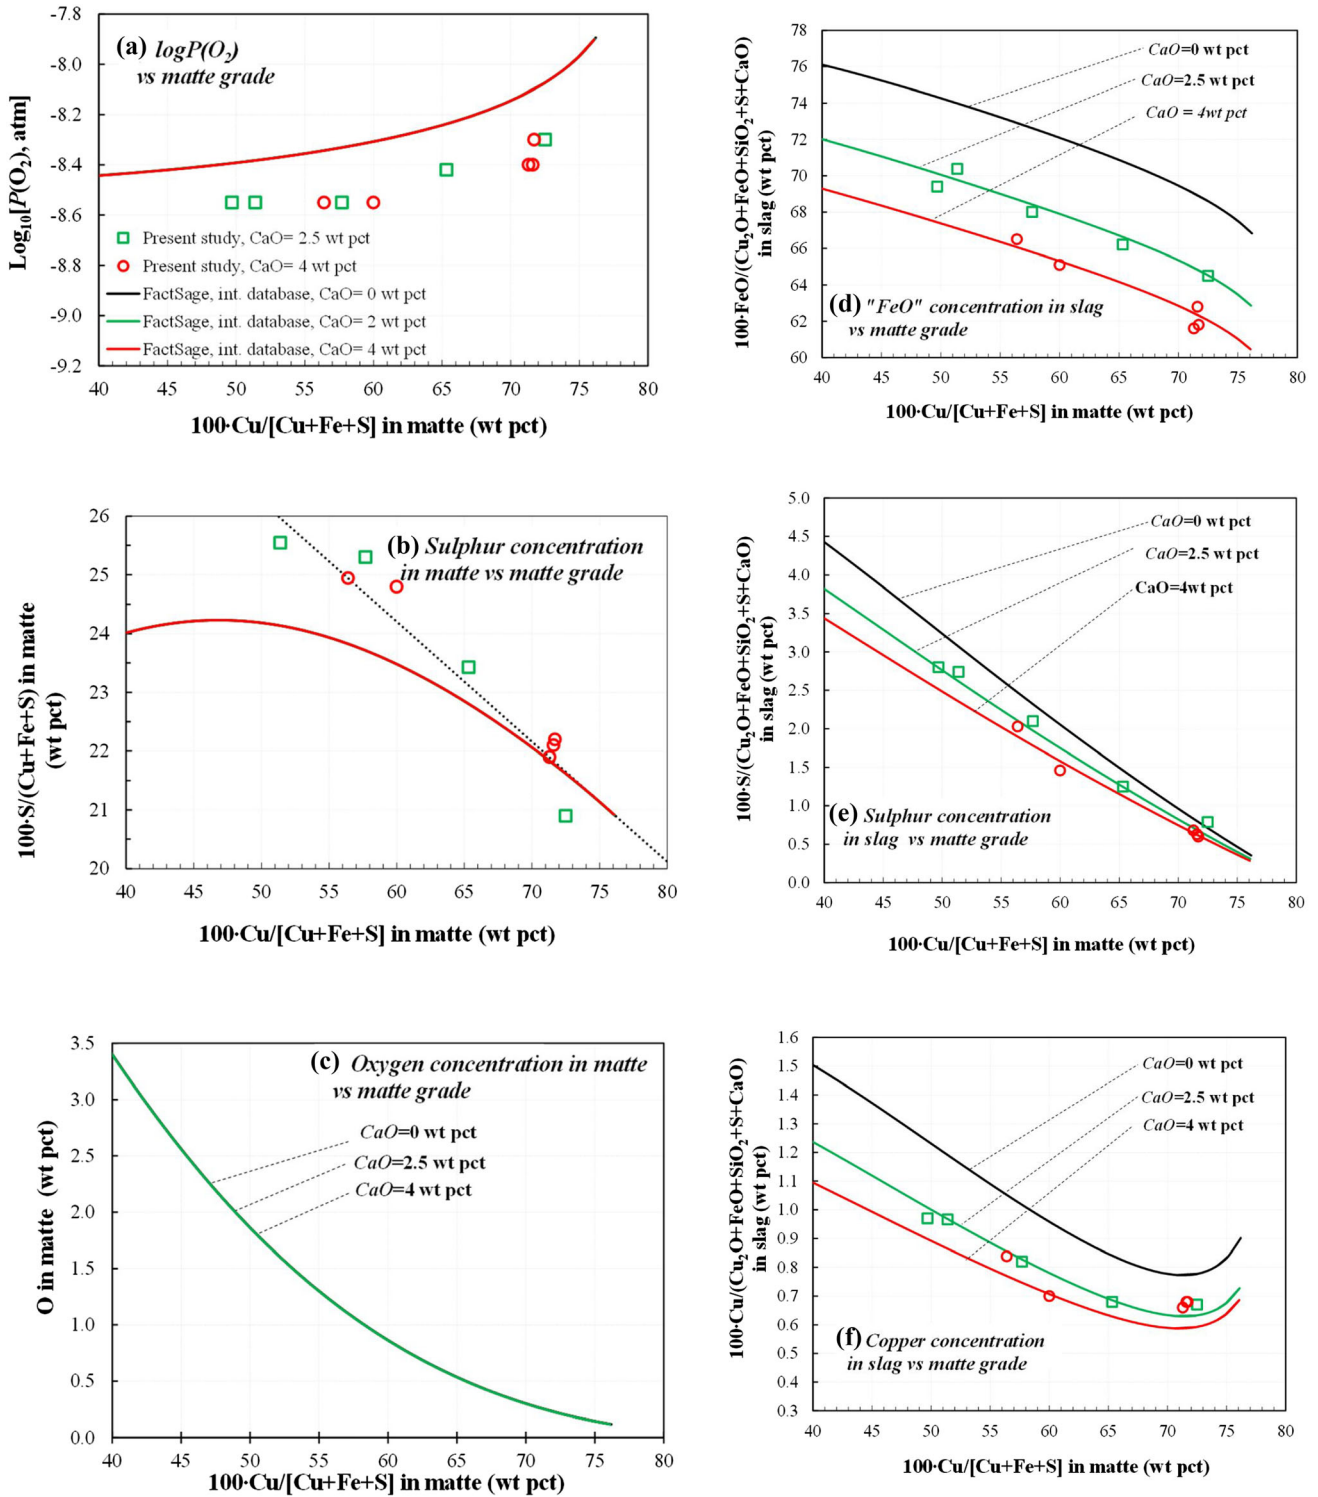 -7.8
-8.0
-8.2
-8.4
-8.6
-8.8
-9.0
-9.2
Log10[P(O2), atm]
(a) logP(O2)
vs matte grade
Present study, CaO= 2.5 wt pct
Present study, CaO= 4 wt pct
FactSage, int. database, CaO= 0 wt pct
FactSage, int. database, CaO= 2 wt pct
FactSage, int. database, CaO= 4 wt pct
40 45 50 55 60 65 70 75 80
100·Cu/[Cu+Fe+S] in matte (wt pct)
26
25
24
23
22
21
20
100·S/(Cu+Fe+S) in matte
(wt pct)
(b) Sulphur concentration
in matte vs matte grade
40 45 50 55 60 65 70 75 80
100·Cu/[Cu+Fe+S] in matte (wt pct)
3.5
3.0
2.5
2.0
1.5
1.0
0.5
0.0
O in matte (wt pct)
(c) Oxygen concentration in matte
vs matte grade
CaO=0 wt pct
CaO=2.5 wt pct
CaO=4 wt pct
40 45 50 55 60 65 70 75 80
100·Cu/[Cu+Fe+S] in matte (wt pct)
78
76
74
72
70
68
66
64
62
60
100·FeO/(Cu2O+FeO+SiO2+S+CaO)
in slag (wt pct)
CaO=0 wt pct
CaO=2.5 wt pct
CaO = 4wt pct
(d) "FeO" concentration in slag
vs matte grade
40 45 50 55 60 65 70 75 80
100·Cu/[Cu+Fe+S] in matte (wt pct)
5.0
4.5
4.0
3.5
3.0
2.5
2.0
1.5
1.0
0.5
0.0
100·S/(Cu2O+FeO+SiO2+S+CaO)
in slag (wt pct)
CaO=0 wt pct
CaO=2.5 wt pct
CaO=4wt pct
(e) Sulphur concentration
in slag vs matte grade
40 45 50 55 60 65 70 75 80
100·Cu/[Cu+Fe+S] in matte (wt pct)
1.6
1.5
1.4
1.3
1.2
1.1
1.0
0.9
0.8
0.7
0.6
0.5
0.4
0.3
100·Cu/(Cu2O+FeO+SiO2+S+CaO)
in slag (wt pct)
CaO=0 wt pct
CaO=2.5 wt pct
CaO=4 wt pct
(f) Copper concentration
in slag vs matte grade
40 45 50 55 60 65 70 75 80
100·Cu/[Cu+Fe+S] in matte (wt pct)